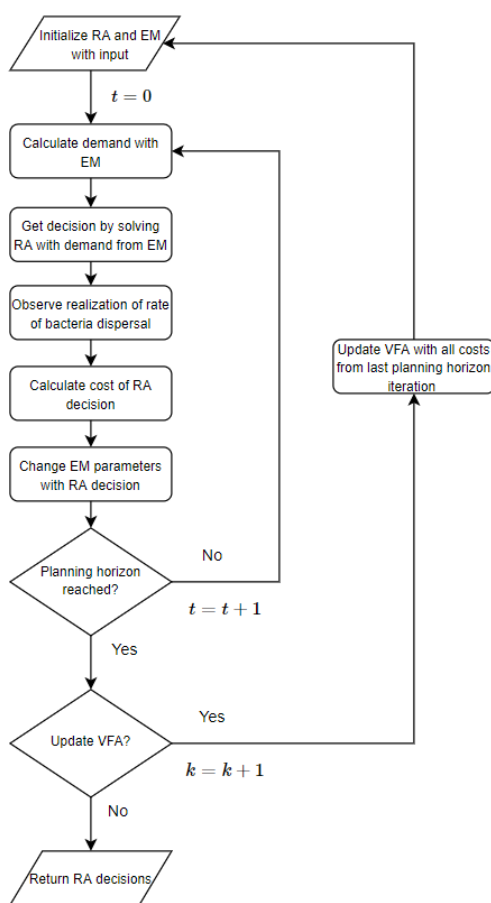 Initialize RA and EM
with input
t = 0
Calculate demand with
EM
Get decision by solving
RA with demand from EM
Observe realization of rate
of bacteria dispersal
Update VFA with all costs
from last planning horizon
iteration
Calculate cost of RA
decision
Change EM parameters
with RA decision
No
Planning horizon
reached?
t = t + 1
Yes
Yes
Update VFA?
k = k + 1
No
Return RA decisions